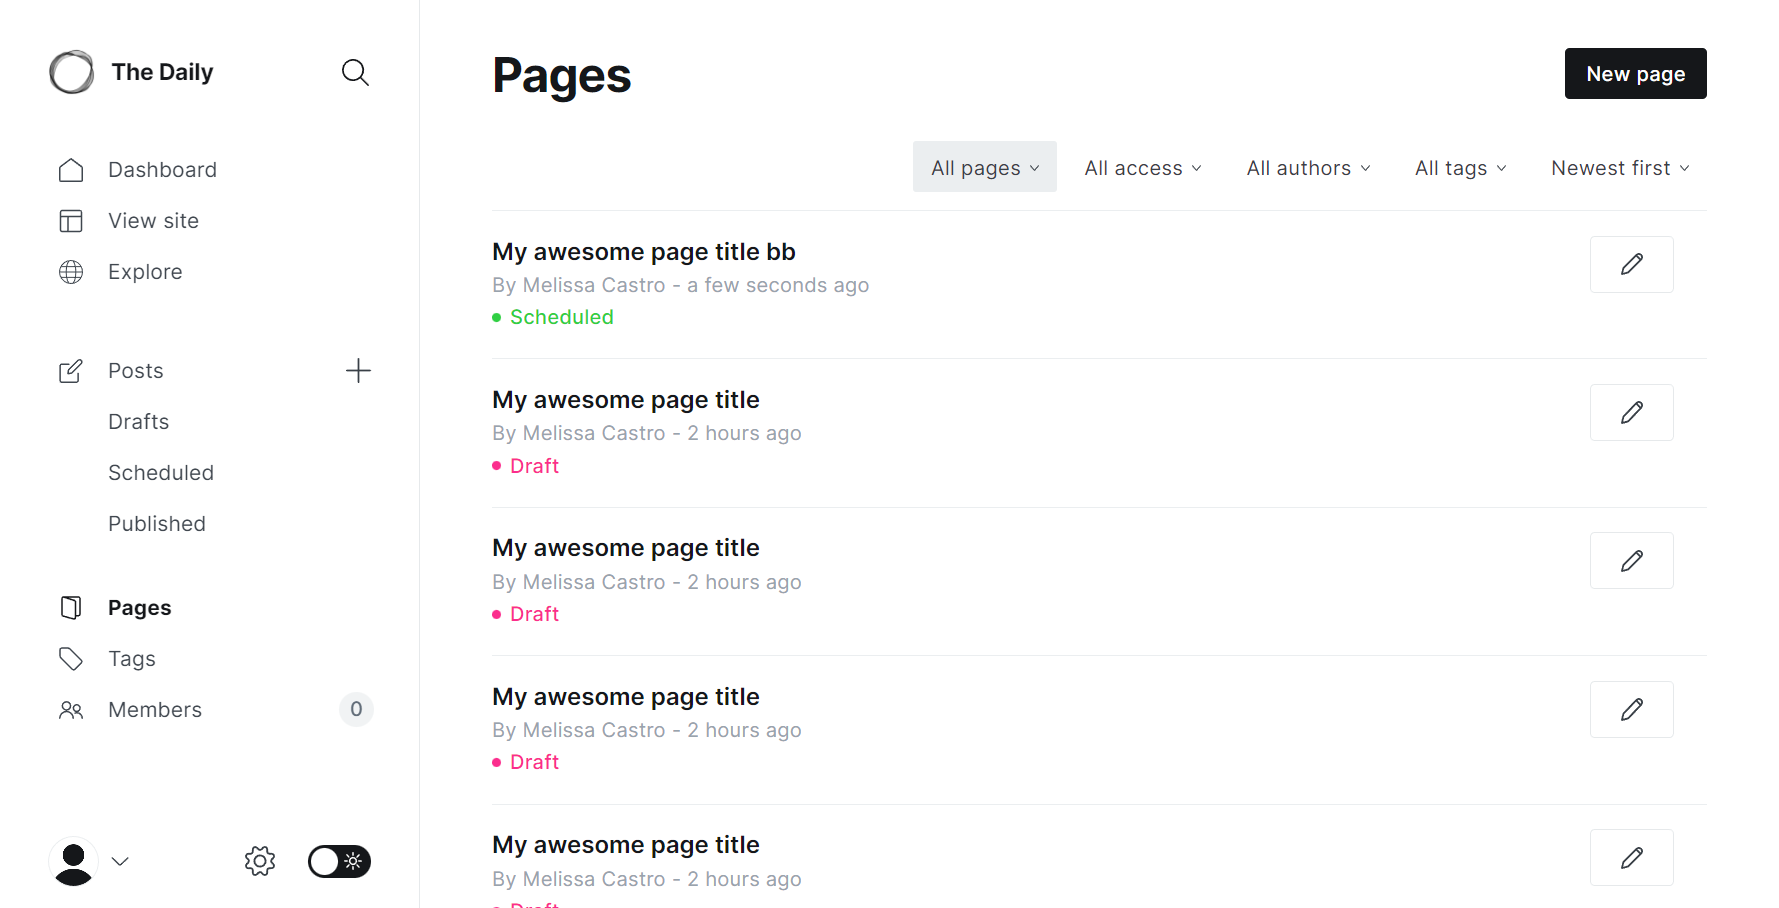 The Daily
Dashboard
View site
Explore
Posts
Drafts
Scheduled
Published
Pages
Tags
Members 0
Pages
New page
All pages All access All authors All tags Newest first
My awesome page title bb
By Melissa Castro - a few seconds ago
Scheduled
My awesome page title
By Melissa Castro - 2 hours ago
Draft
My awesome page title
By Melissa Castro - 2 hours ago
Draft
My awesome page title
By Melissa Castro - 2 hours ago
Draft
My awesome page title
By Melissa Castro - 2 hours ago
Draft